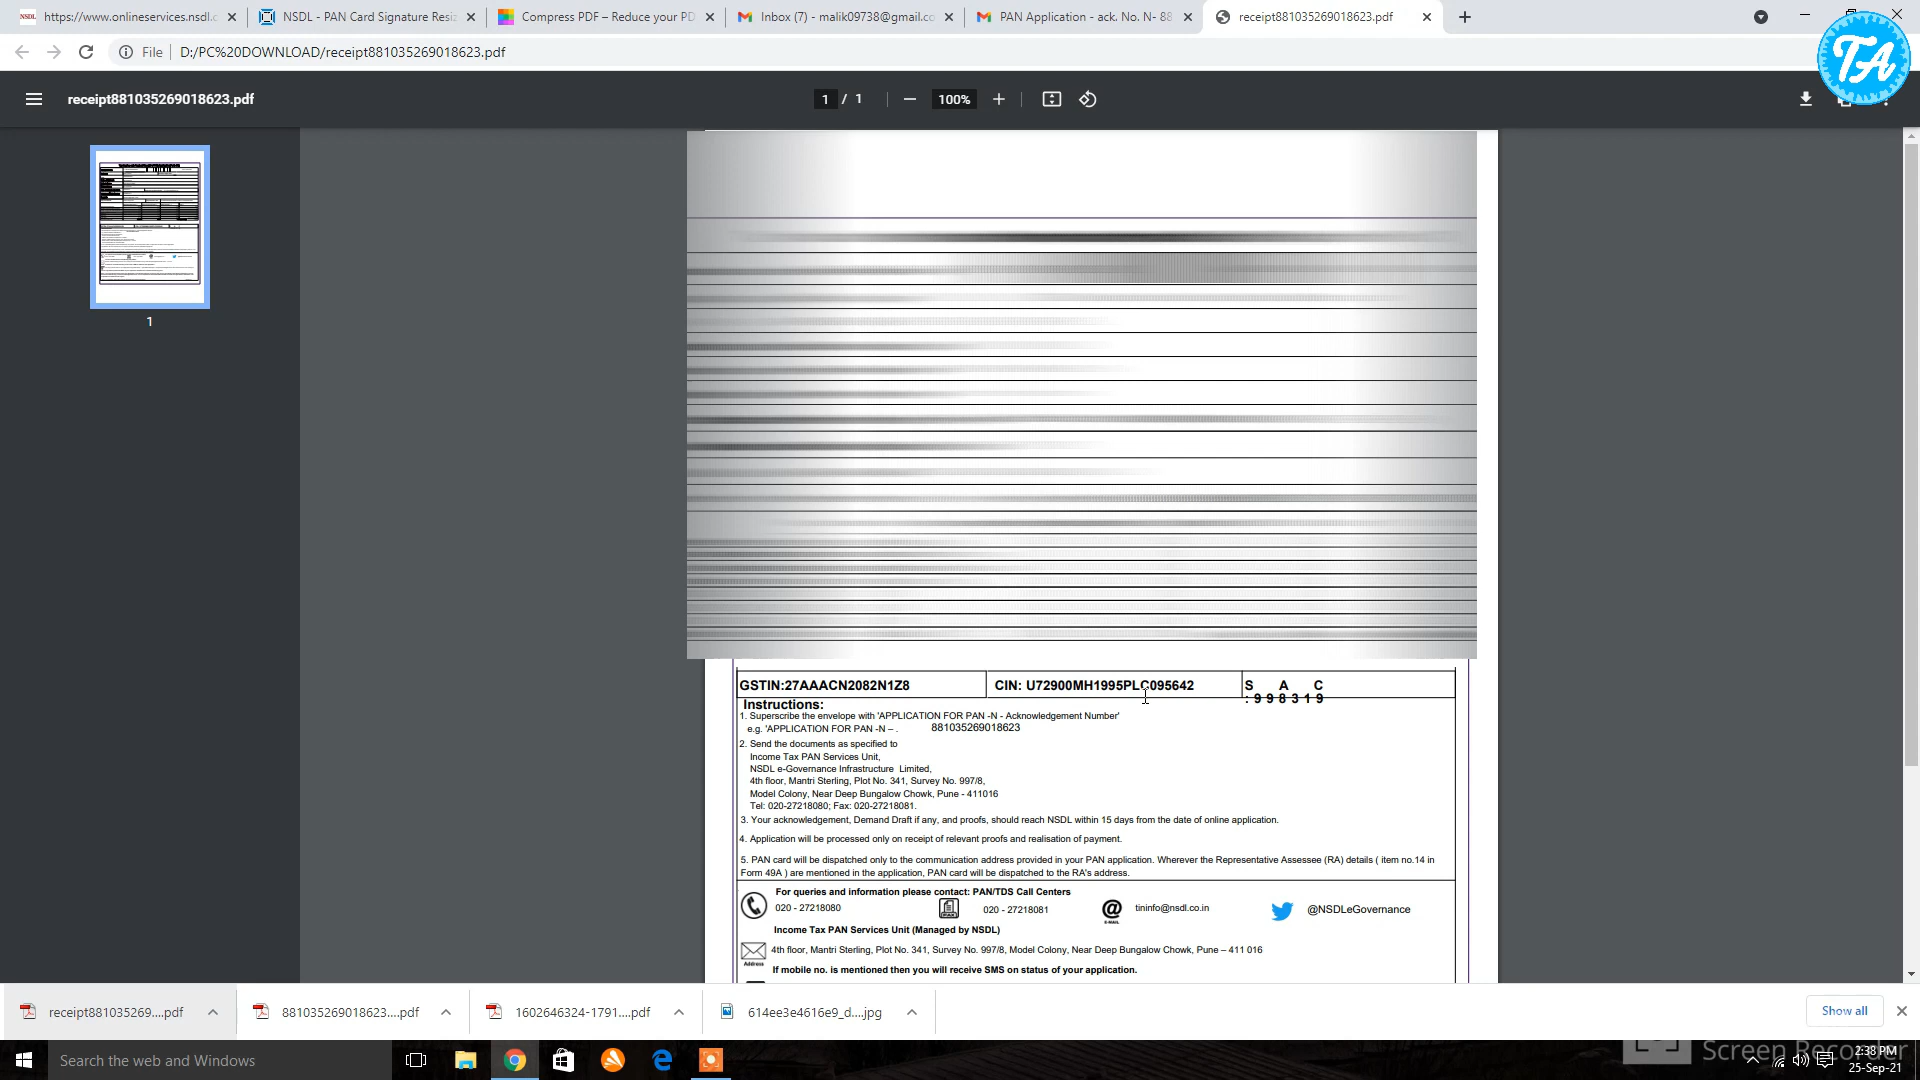 https://www.onlineservices.nsdl.c
NSDL - PAN Card Signature Resiz
Compress PDF – Reduce your PD
Inbox (7) - malik09738@gmail.co
PAN Application - ack. No. N- 88
receipt881035269018623.pdf
File
D:/PC%20DOWNLOAD/receipt881035269018623.pdf
TA
receipt881035269018623.pdf
1 / 1
100%
1
GSTIN:27AAACN2082N1Z8
CIN: U72900MH1995PLC095642
S A C
:998319
Instructions:
1. Superscribe the envelope with 'APPLICATION FOR PAN -N - Acknowledgement Number'
e.g. 'APPLICATION FOR PAN -N – . 881035269018623
2. Send the documents as specified to
Income Tax PAN Services Unit,
NSDL e-Governance Infrastructure Limited,
4th floor, Mantri Sterling, Plot No. 341, Survey No. 997/8,
Model Colony, Near Deep Bungalow Chowk, Pune - 411016
Tel: 020-27218080; Fax: 020-27218081.
3. Your acknowledgement, Demand Draft if any, and proofs, should reach NSDL within 15 days from the date of online application.
4. Application will be processed only on receipt of relevant proofs and realisation of payment.
5. PAN card will be dispatched only to the communication address provided in your PAN application. Wherever the Representative Assessee (RA) details ( item no.14 in
Form 49A ) are mentioned in the application, PAN card will be dispatched to the RA's address.
For queries and information please contact: PAN/TDS Call Centers
020 - 27218080
020 - 27218081
tininfo@nsdl.co.in
@NSDLeGovernance
Income Tax PAN Services Unit (Managed by NSDL)
Address
4th floor, Mantri Sterling, Plot No. 341, Survey No. 997/8, Model Colony, Near Deep Bungalow Chowk, Pune – 411 016
If mobile no. is mentioned then you will receive SMS on status of your application.
receipt881035269....pdf
881035269018623....pdf
1602646324-1791....pdf
614ee3e4616e9_d....jpg
Show all
Search the web and Windows
Screen Recorder
2:38 PM
25-Sep-21